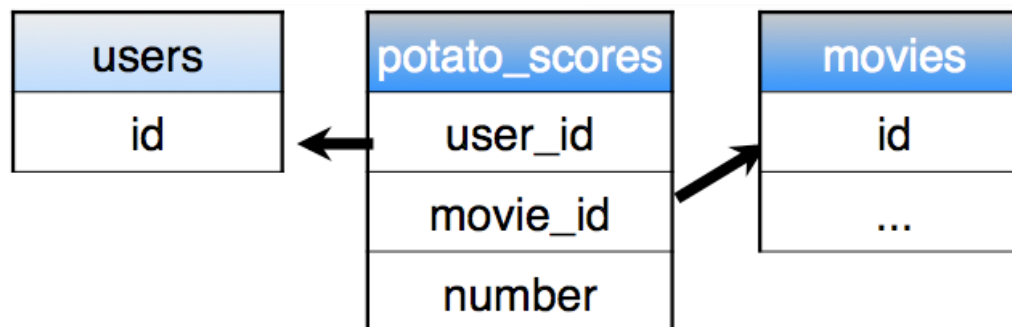 users
id
potato_scores
user_id
movie_id
number
movies
id
...